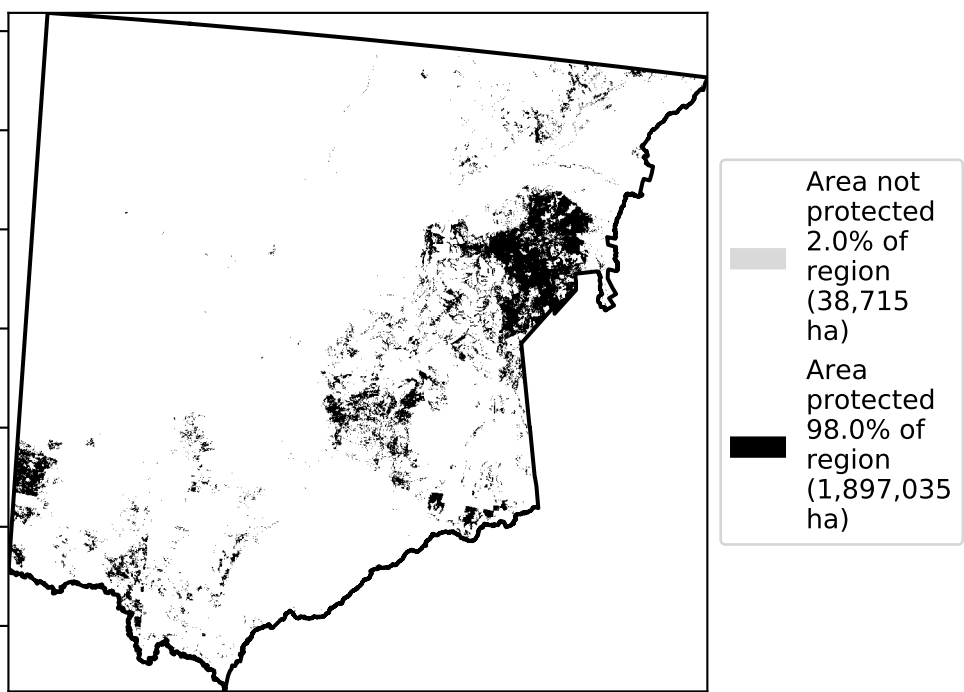 Area not
protected
2.0% of
region
(38,715
ha)
Area
protected
98.0% of
region
(1,897,035
ha)